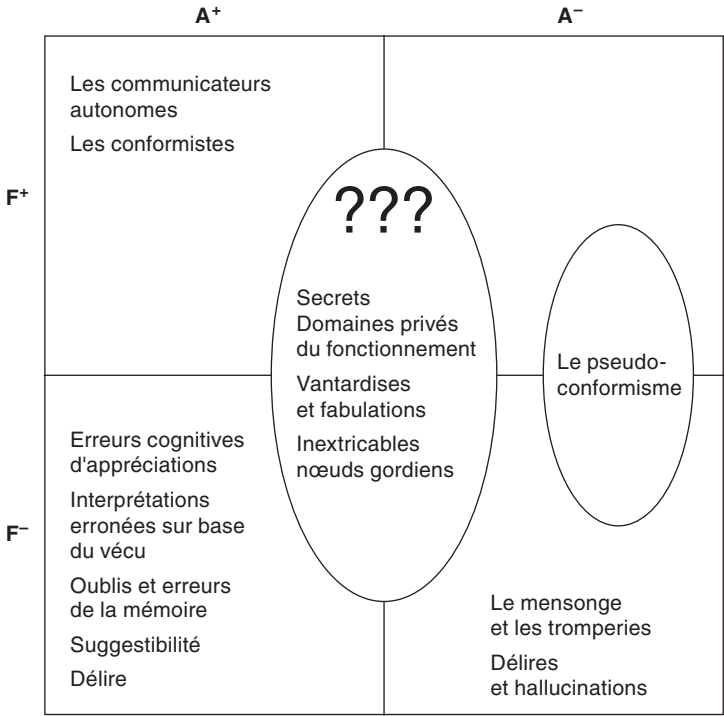 A⁺ A⁻
F⁺
Les communicateurs
autonomes
Les conformistes
???
Secrets
Domaines privés
du fonctionnement
Vantardises
et fabulations
Inextricables
nœuds gordiens
Le pseudo-
conformisme
F⁻
Erreurs cognitives
d'appréciations
Interprétations
erronées sur base
du vécu
Oublis et erreurs
de la mémoire
Suggestibilité
Délire
Le mensonge
et les tromperies
Délires
et hallucinations